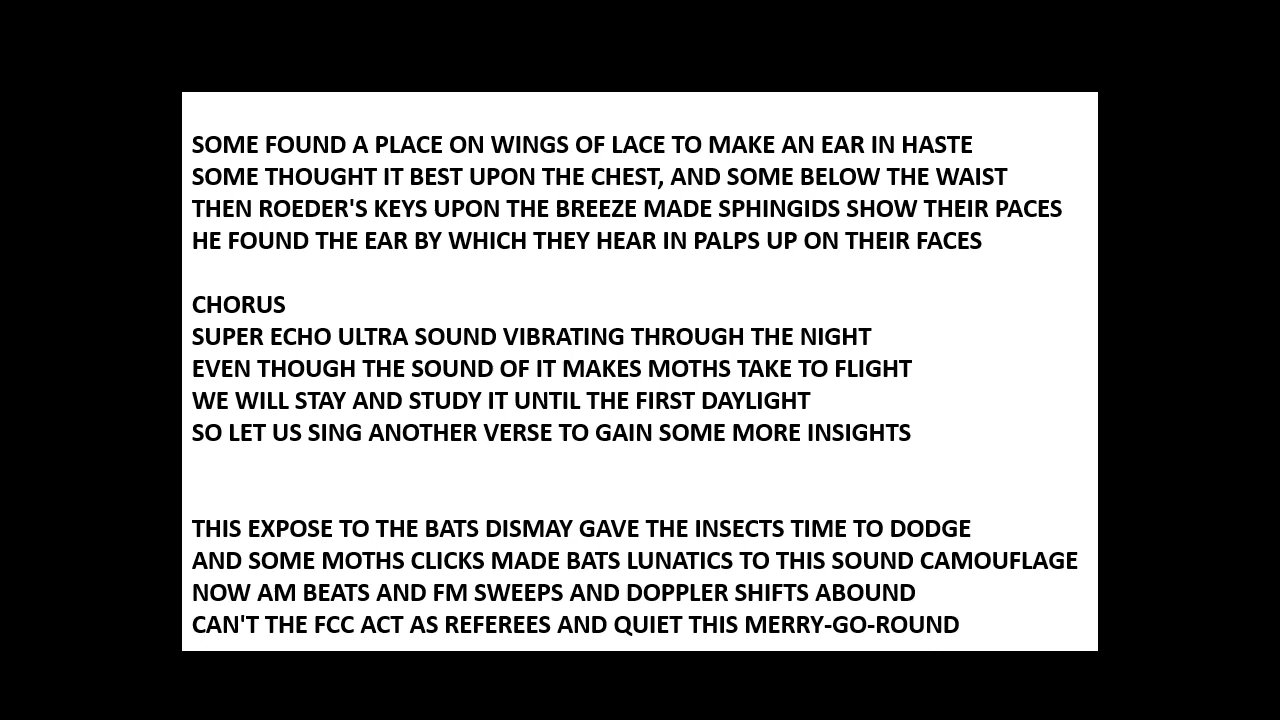 SOME FOUND A PLACE ON WINGS OF LACE TO MAKE AN EAR IN HASTE
SOME THOUGHT IT BEST UPON THE CHEST, AND SOME BELOW THE WAIST
THEN ROEDER'S KEYS UPON THE BREEZE MADE SPHINGIDS SHOW THEIR PACES
HE FOUND THE EAR BY WHICH THEY HEAR IN PALPS UP ON THEIR FACES
CHORUS
SUPER ECHO ULTRA SOUND VIBRATING THROUGH THE NIGHT
EVEN THOUGH THE SOUND OF IT MAKES MOTHS TAKE TO FLIGHT
WE WILL STAY AND STUDY IT UNTIL THE FIRST DAYLIGHT
SO LET US SING ANOTHER VERSE TO GAIN SOME MORE INSIGHTS
THIS EXPOSE TO THE BATS DISMAY GAVE THE INSECTS TIME TO DODGE
AND SOME MOTHS CLICKS MADE BATS LUNATICS TO THIS SOUND CAMOUFLAGE
NOW AM BEATS AND FM SWEEPS AND DOPPLER SHIFTS ABOUND
CAN'T THE FCC ACT AS REFEREES AND QUIET THIS MERRY-GO-ROUND